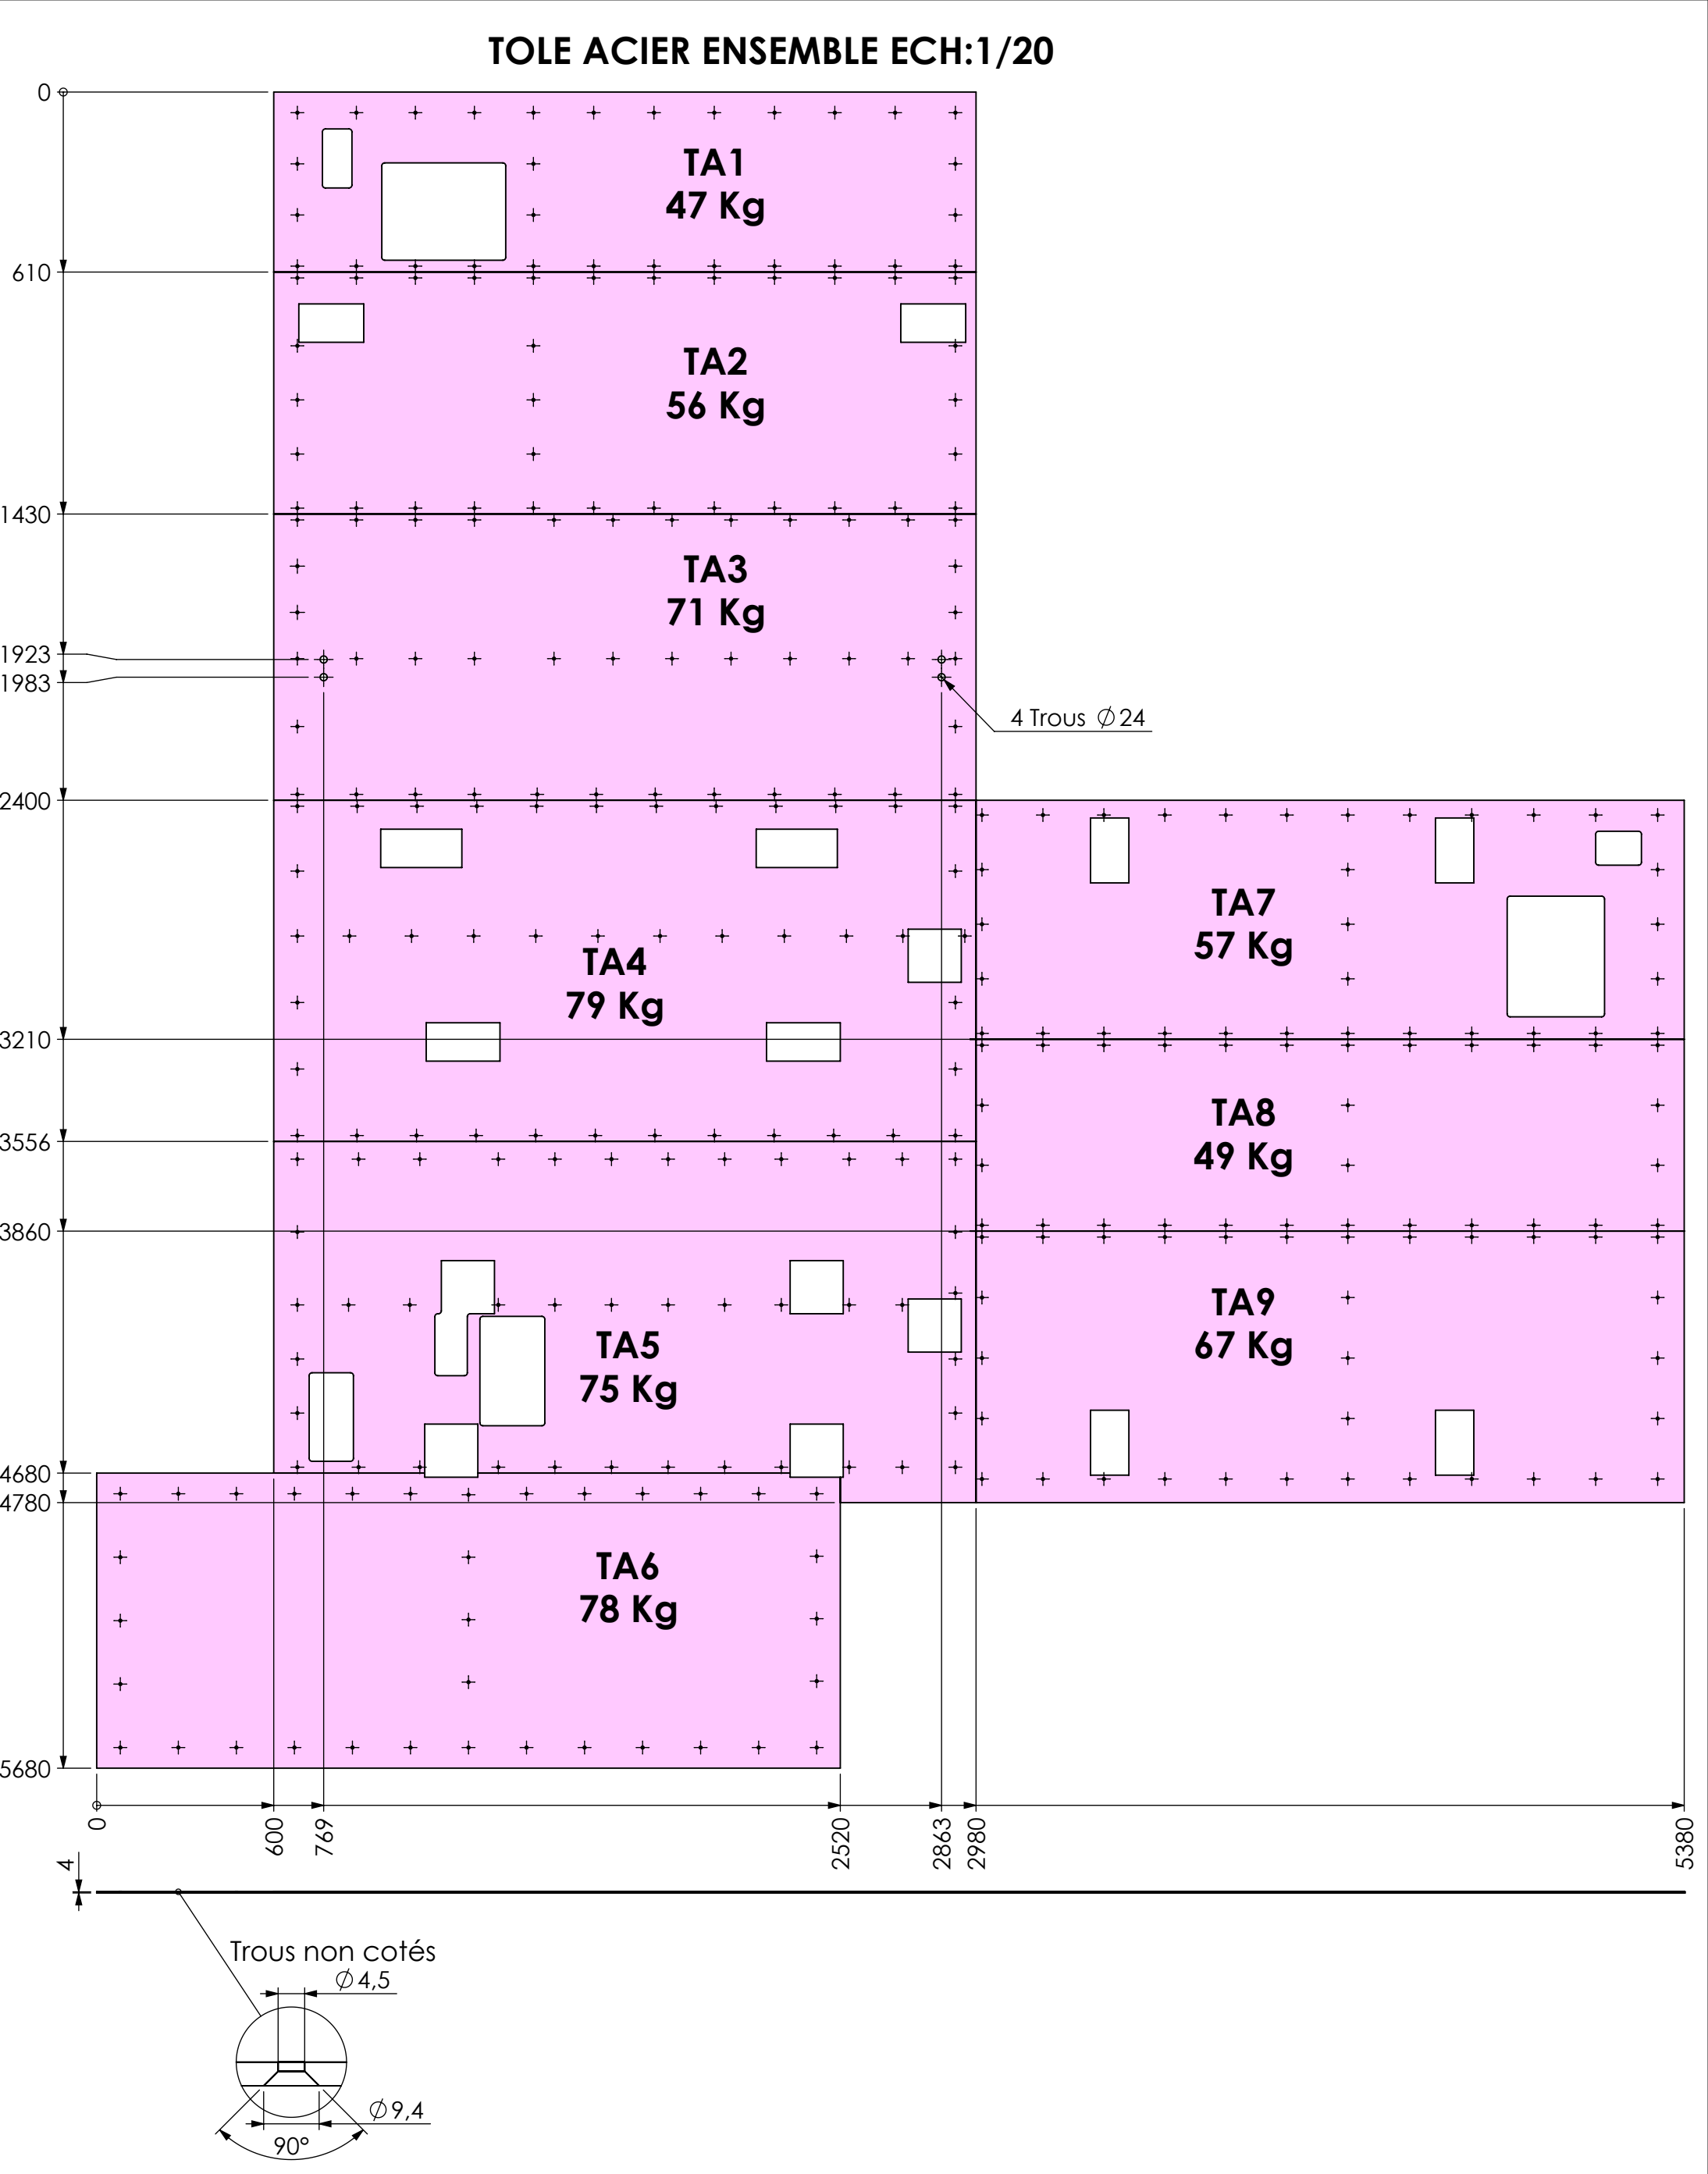 TOLE ACIER ENSEMBLE ECH:1/20
0
TA1
47 Kg
610
TA2
56 Kg
1430
TA3
71 Kg
1923
1983
4 Trous ∅24
2400
TA7
57 Kg
TA4
79 Kg
3210
TA8
49 Kg
3556
3860
TA9
67 Kg
TA5
75 Kg
4680
4780
TA6
78 Kg
5680
0
600
769
2520
2863
2980
5380
4
Trous non cotés
∅4,5
∅9,4
90°